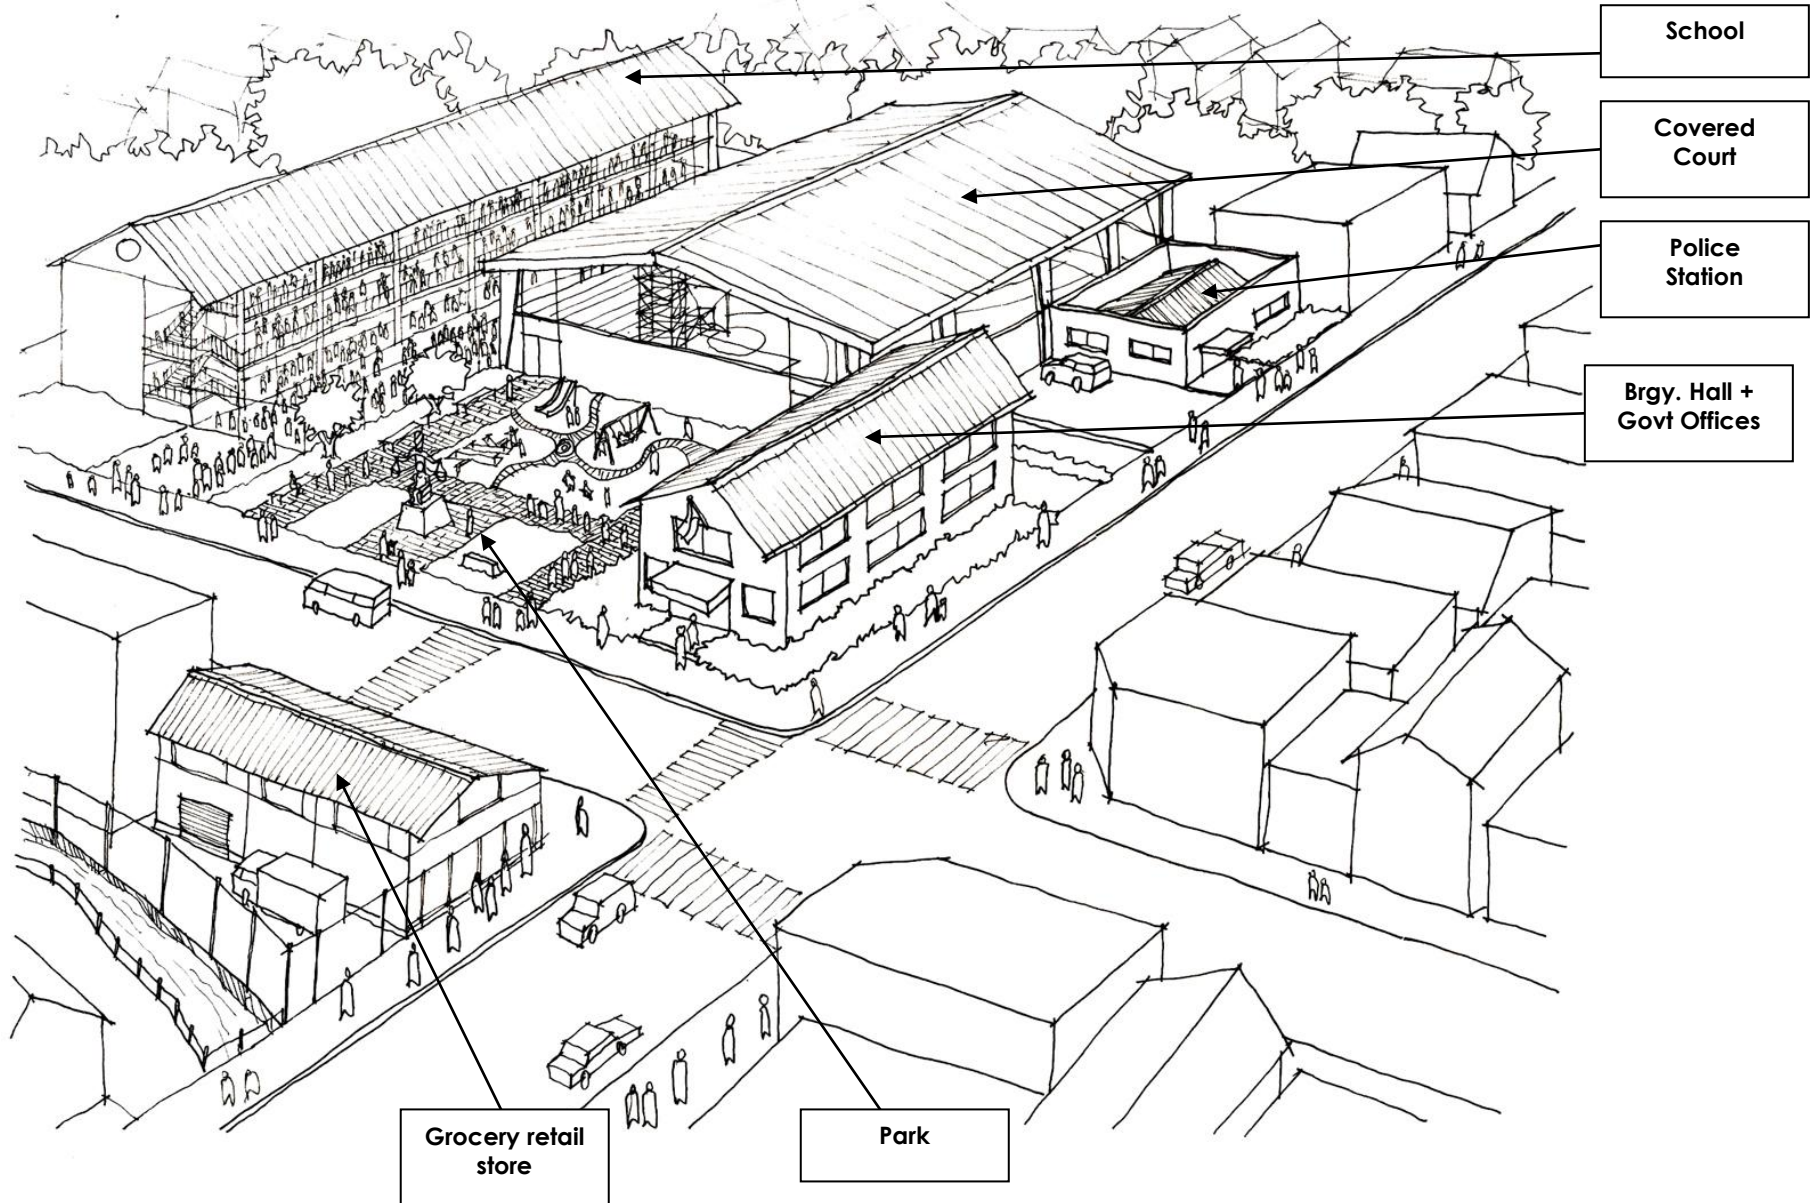 School
Covered
Court
Police
Station
Brgy. Hall +
Govt Offices
Grocery retail
store
Park